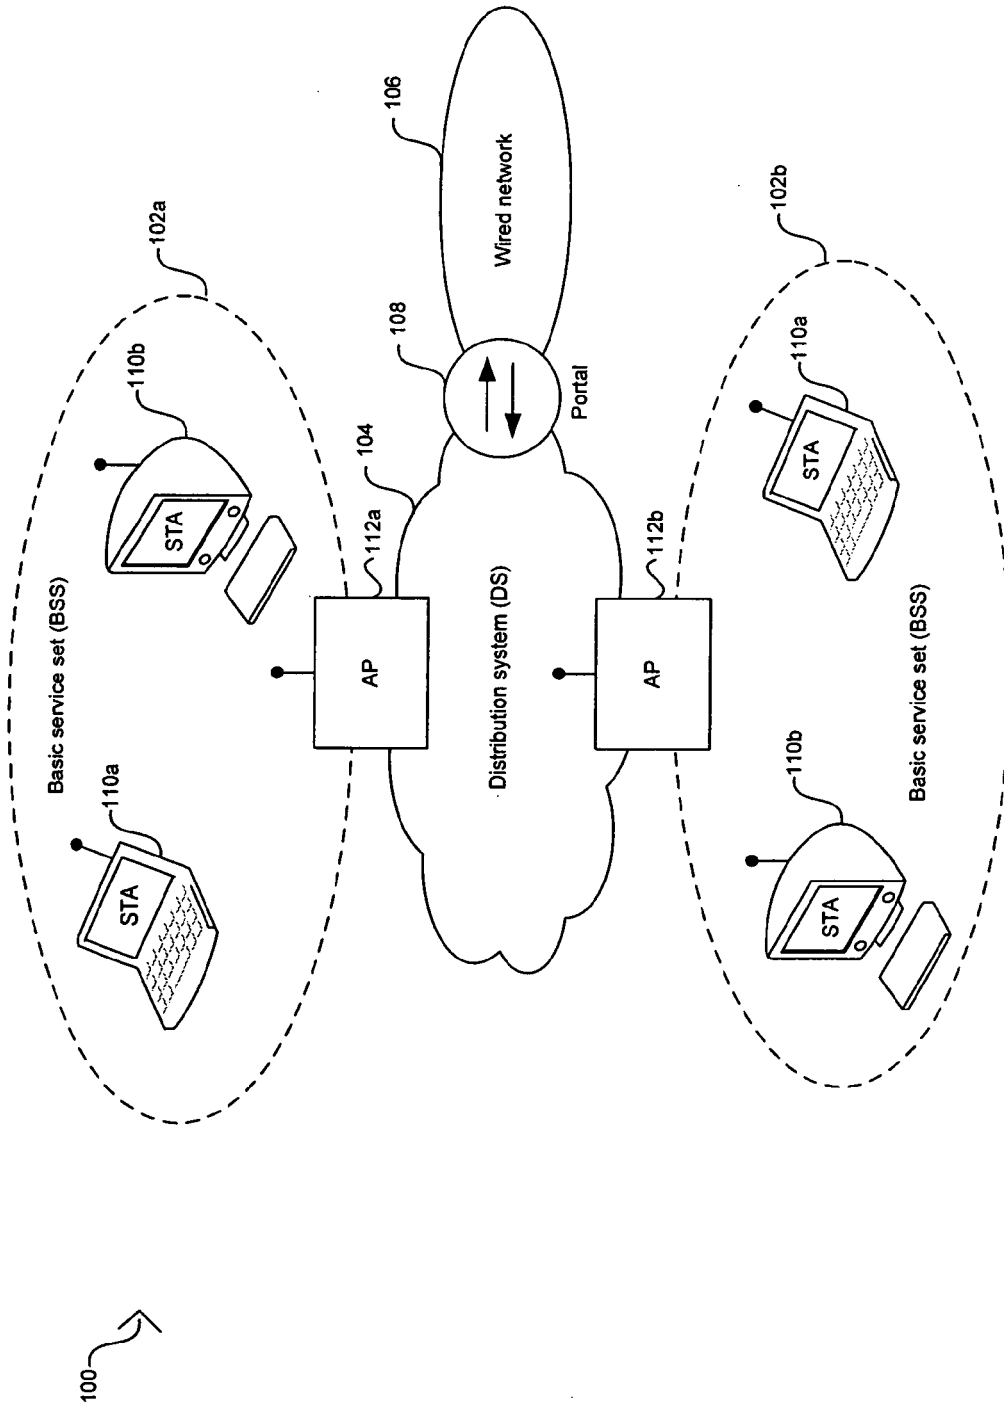 100
Basic service set (BSS)
102a
110a
STA
110b
STA
AP
112a
104
108
106
Distribution system (DS)
Portal
Wired network
AP
112b
102b
110b
STA
110a
STA
Basic service set (BSS)